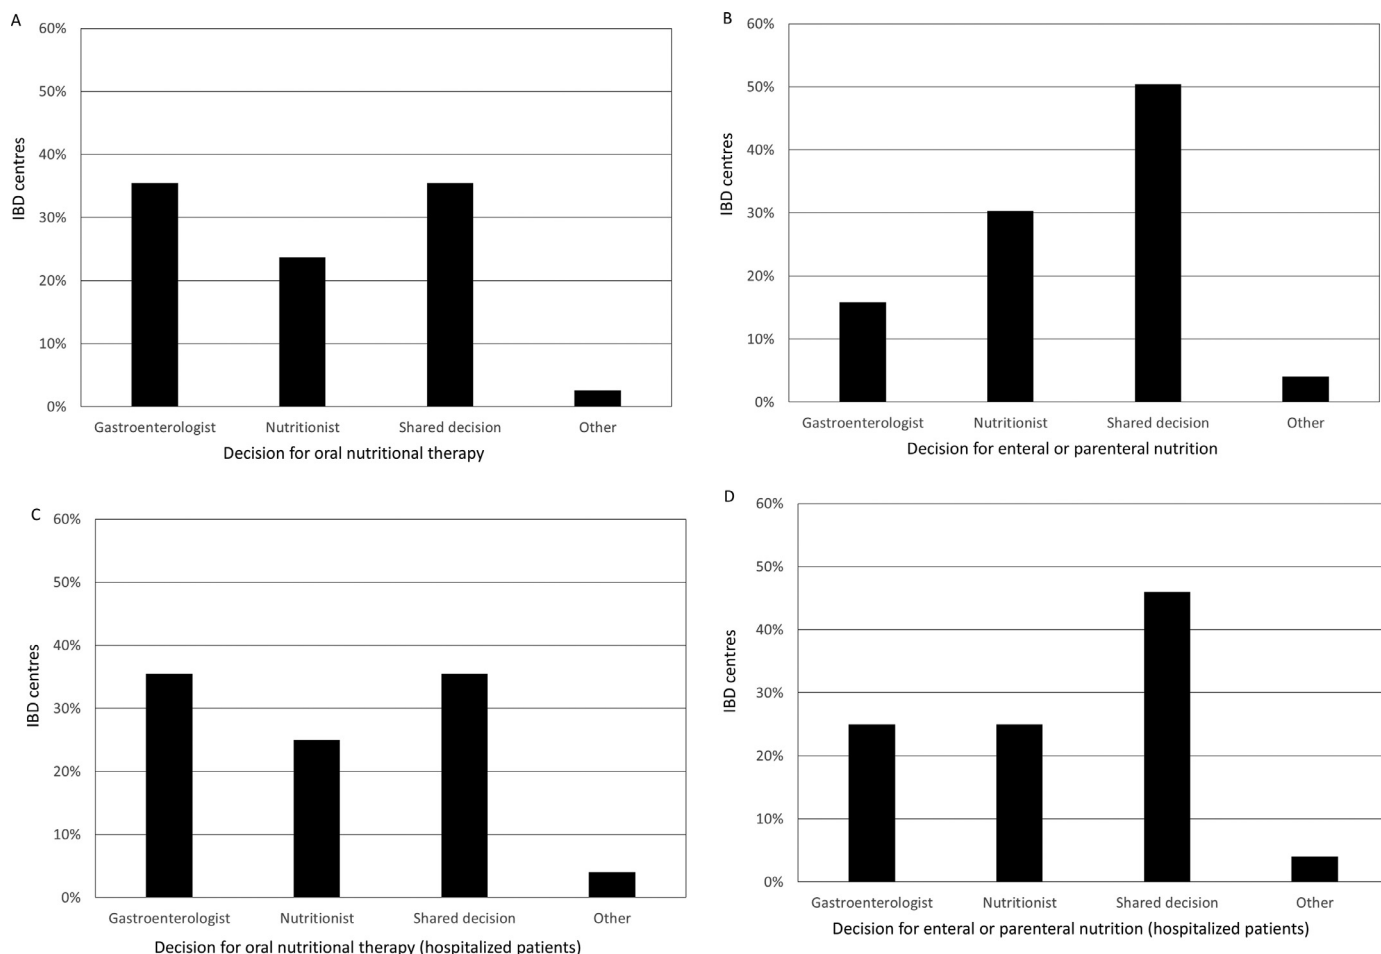 A
60%
50%
40%
30%
20%
10%
0%
IBD centres
Gastroenterologist Nutritionist Shared decision Other
Decision for oral nutritional therapy
B
60%
50%
40%
30%
20%
10%
0%
IBD centres
Gastroenterologist Nutritionist Shared decision Other
Decision for enteral or parenteral nutrition
C
60%
50%
40%
30%
20%
10%
0%
IBD centres
Gastroenterologist Nutritionist Shared decision Other
Decision for oral nutritional therapy (hospitalized patients)
D
60%
50%
40%
30%
20%
10%
0%
IBD centres
Gastroenterologist Nutritionist Shared decision Other
Decision for enteral or parenteral nutrition (hospitalized patients)